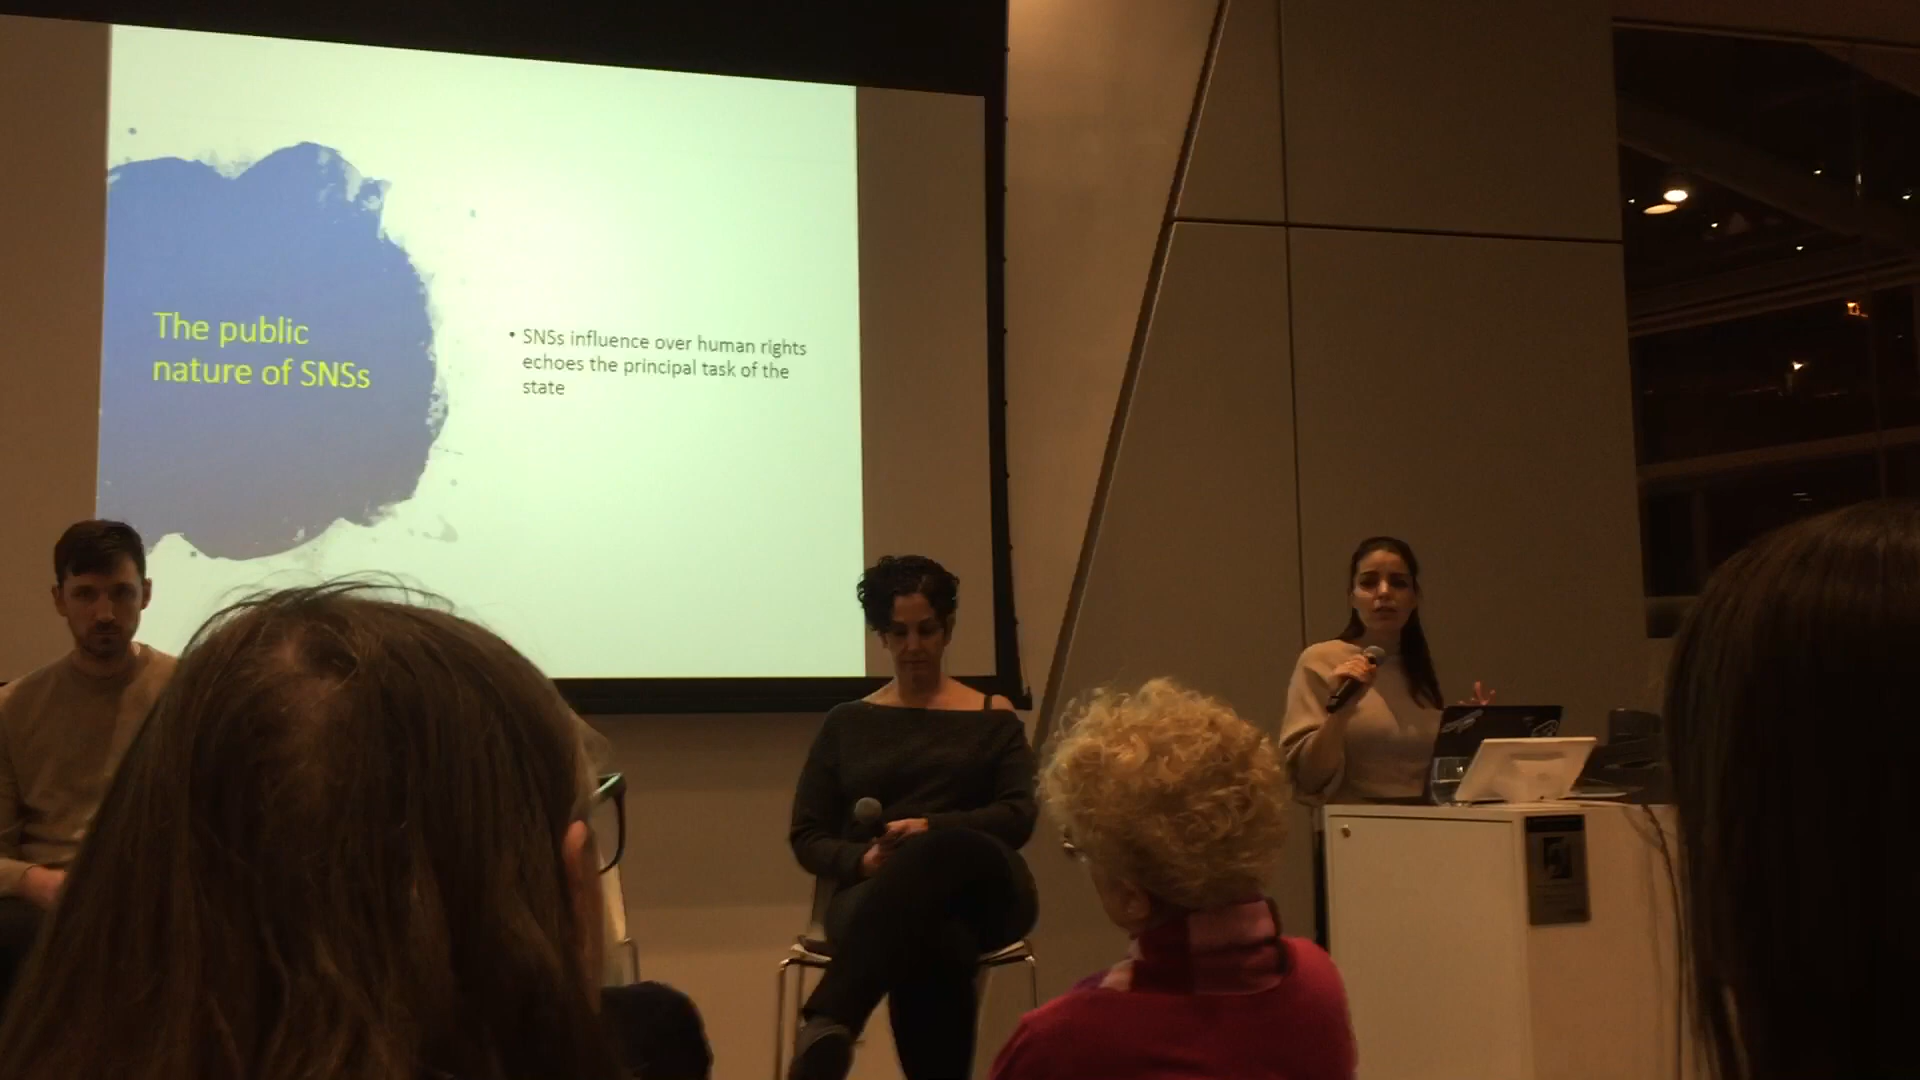 The public
nature of SNSs
• SNSs influence over human rights
echoes the principal task of the
state